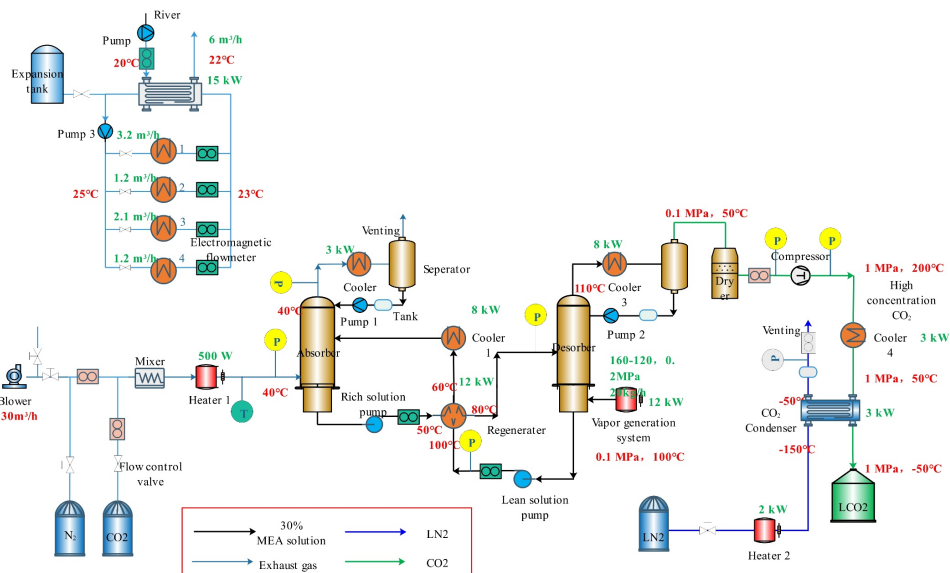 River
Pump
6 m³/h
20℃
22℃
15 kW
Expansion
tank
Pump 3
3.2 m³/h
1
1.2 m³/h
2
25℃
23℃
2.1 m³/h
3
Electromagnetic
flowmeter
1.2 m³/h
4
Venting
3 kW
Seperator
Cooler
2
P
40℃
Pump 1
Tank
Absorber
8 kW
Cooler
1
0.1 MPa，50℃
8 kW
110℃
Cooler
3
Pump 2
P
Desorber
Dry
er
P
P
Compressor
1 MPa，200℃
High
concentration
CO₂
Cooler
4
3 kW
1 MPa，50℃
Venting
P
-50℃
CO₂
Condenser
3 kW
-150℃
1 MPa，-50℃
LCO2
Mixer
500 W
P
Heater 1
40℃
T
Blower
30m³/h
Rich solution
pump
60℃
12 kW
80℃
50℃
100℃
Regenerater
P
160-120，0.
2MPa
12 kW
Vapor generation
system
0.1 MPa，100℃
Lean solution
pump
Flow control
valve
N₂
CO2
LN2
2 kW
Heater 2
30%
MEA solution
LN2
Exhaust gas
CO2